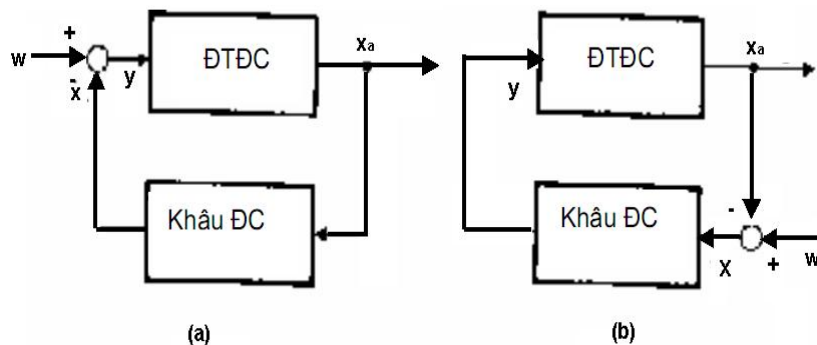 +
w
-
x
y
ĐTĐC
xa
Khâu ĐC
(a)
y
ĐTĐC
xa
Khâu ĐC
-
X
+
w
(b)